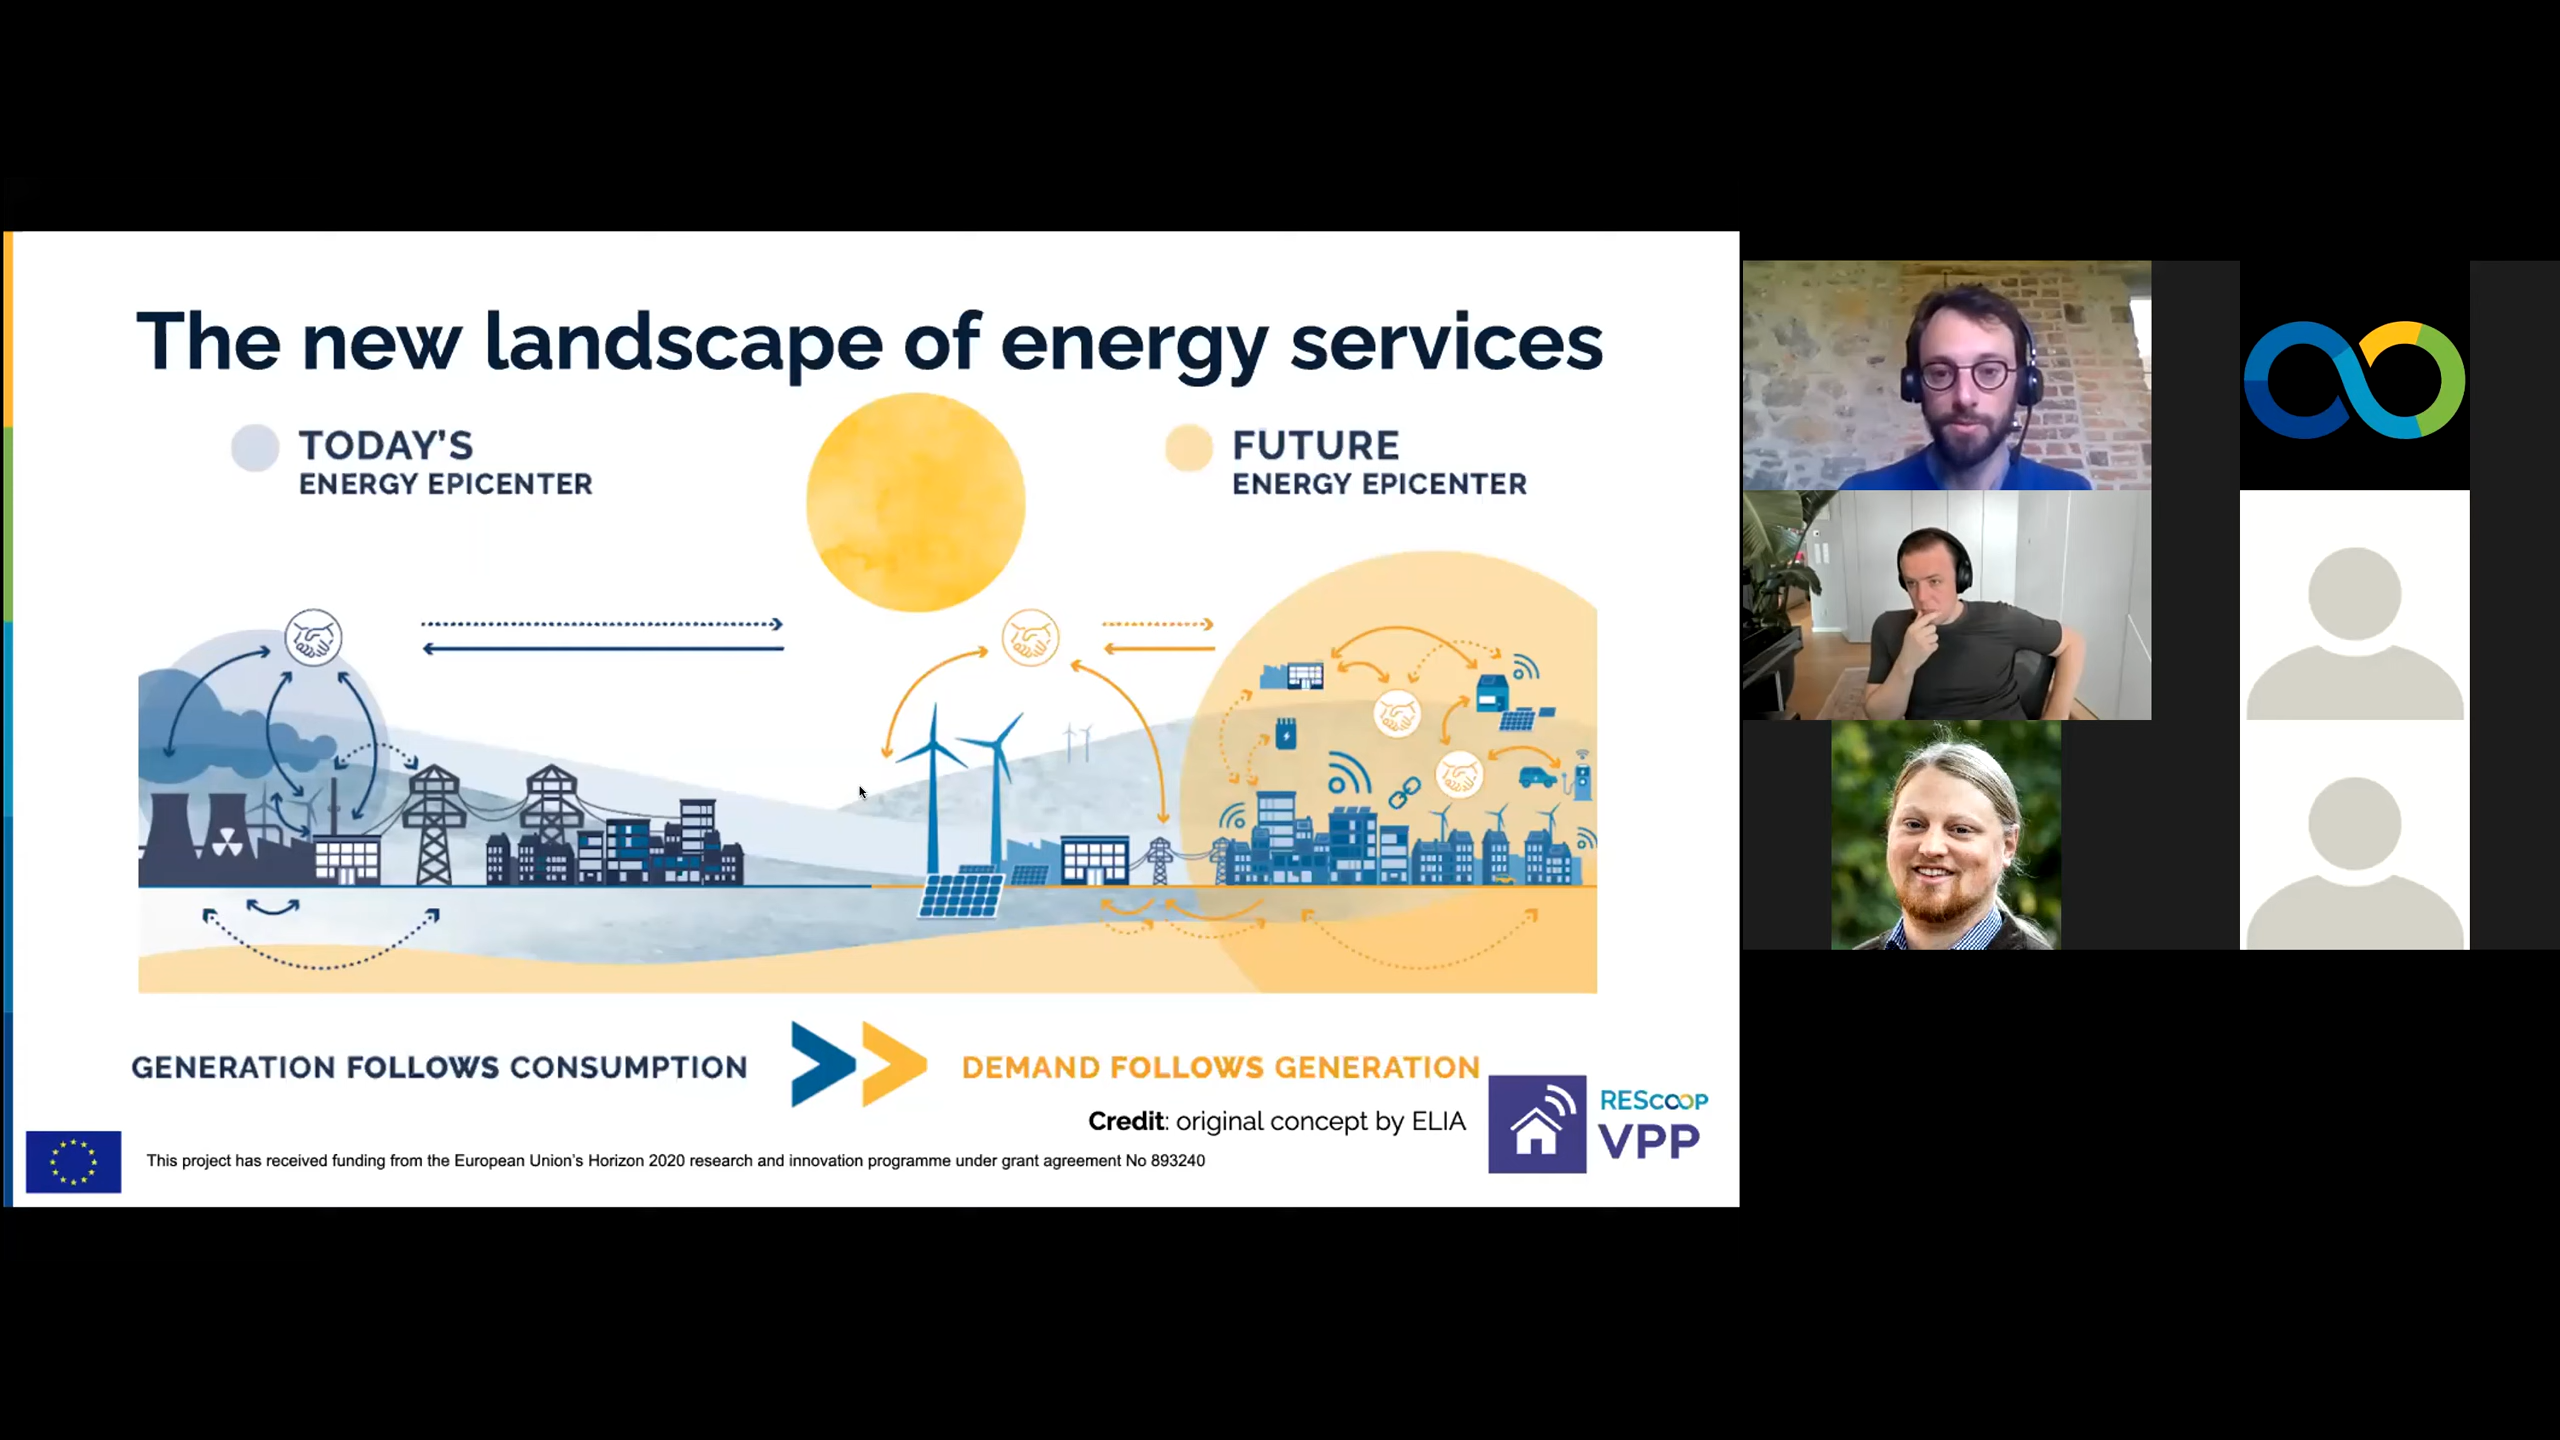 The new landscape of energy services
TODAY'S
ENERGY EPICENTER
FUTURE
ENERGY EPICENTER
GENERATION FOLLOWS CONSUMPTION
DEMAND FOLLOWS GENERATION
Credit: original concept by ELIA
This project has received funding from the European Union's Horizon 2020 research and innovation programme under grant agreement No 893240
REScoop
VPP